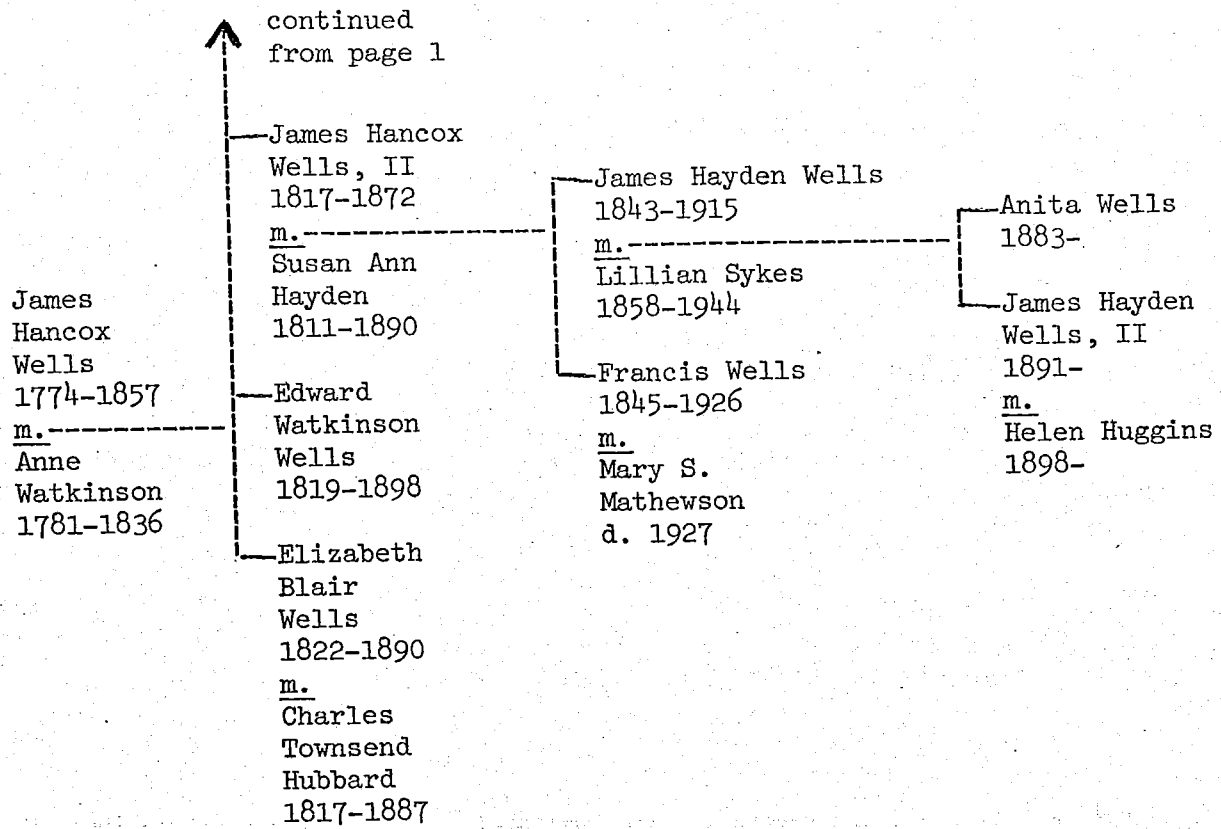 continued
from page 1
James
Hancox
Wells
1774-1857
m.
Anne
Watkinson
1781-1836
James Hancox
Wells, II
1817-1872
m.
Susan Ann
Hayden
1811-1890
James Hayden Wells
1843-1915
m.
Lillian Sykes
1858-1944
Anita Wells
1883-
James Hayden
Wells, II
1891-
m.
Helen Huggins
1898-
Francis Wells
1845-1926
m.
Mary S.
Mathewson
d. 1927
Edward
Watkinson
Wells
1819-1898
Elizabeth
Blair
Wells
1822-1890
m.
Charles
Townsend
Hubbard
1817-1887